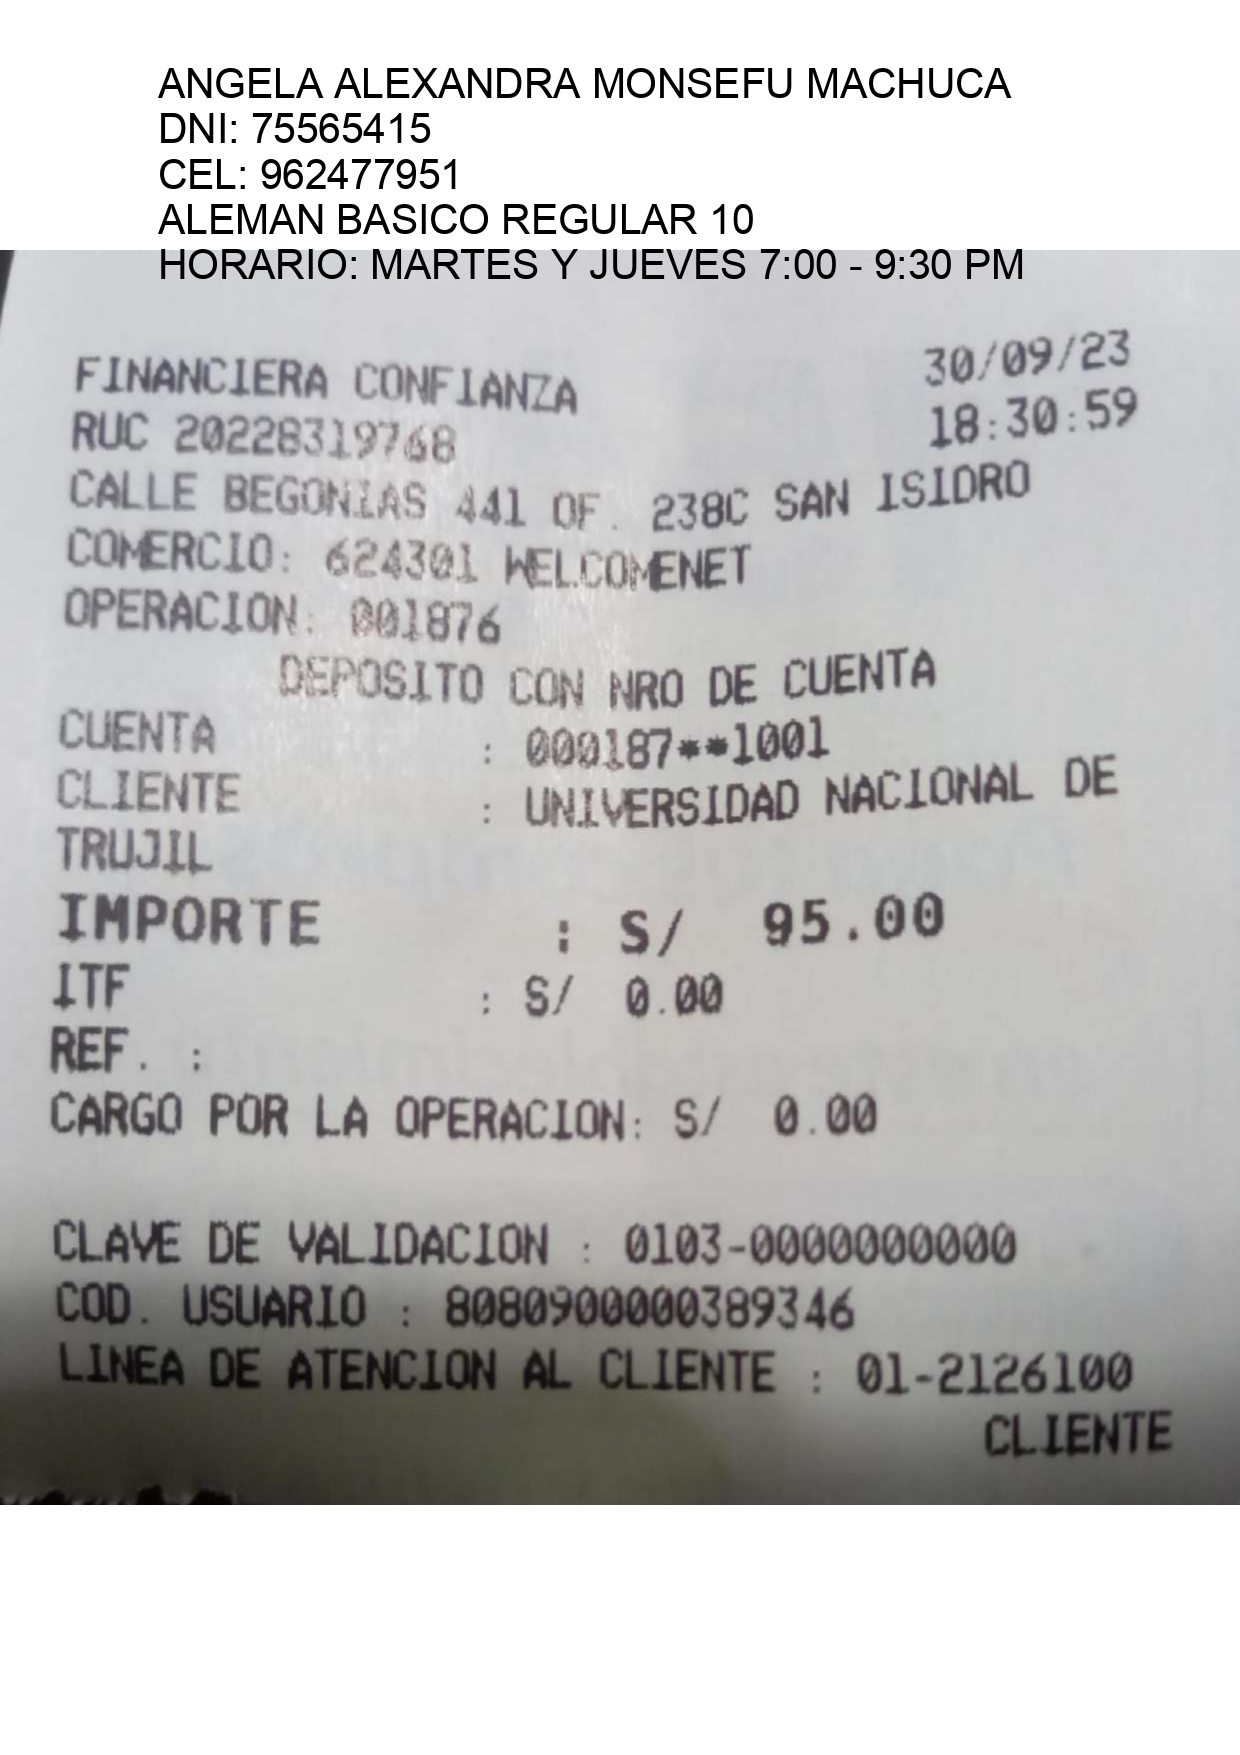 ANGELA ALEXANDRA MONSEFU MACHUCA
DNI: 75565415
CEL: 962477951
ALEMAN BASICO REGULAR 10
HORARIO: MARTES Y JUEVES 7:00 - 9:30 PM
FINANCIERA CONFIANZA 30/09/23
RUC 20228319768 18:30:59
CALLE BEGONIAS 441 OF. 238C SAN ISIDRO
COMERCIO: 624301 WELCOMENET
OPERACION: 001876
DEPOSITO CON NRO DE CUENTA
CUENTA : 000187**1001
CLIENTE : UNIVERSIDAD NACIONAL DE
TRUJIL
IMPORTE : S/ 95.00
ITF : S/ 0.00
REF. :
CARGO POR LA OPERACION: S/ 0.00
CLAVE DE VALIDACION : 0103-0000000000
COD. USUARIO : 8080900000389346
LINEA DE ATENCION AL CLIENTE : 01-2126100
CLIENTE